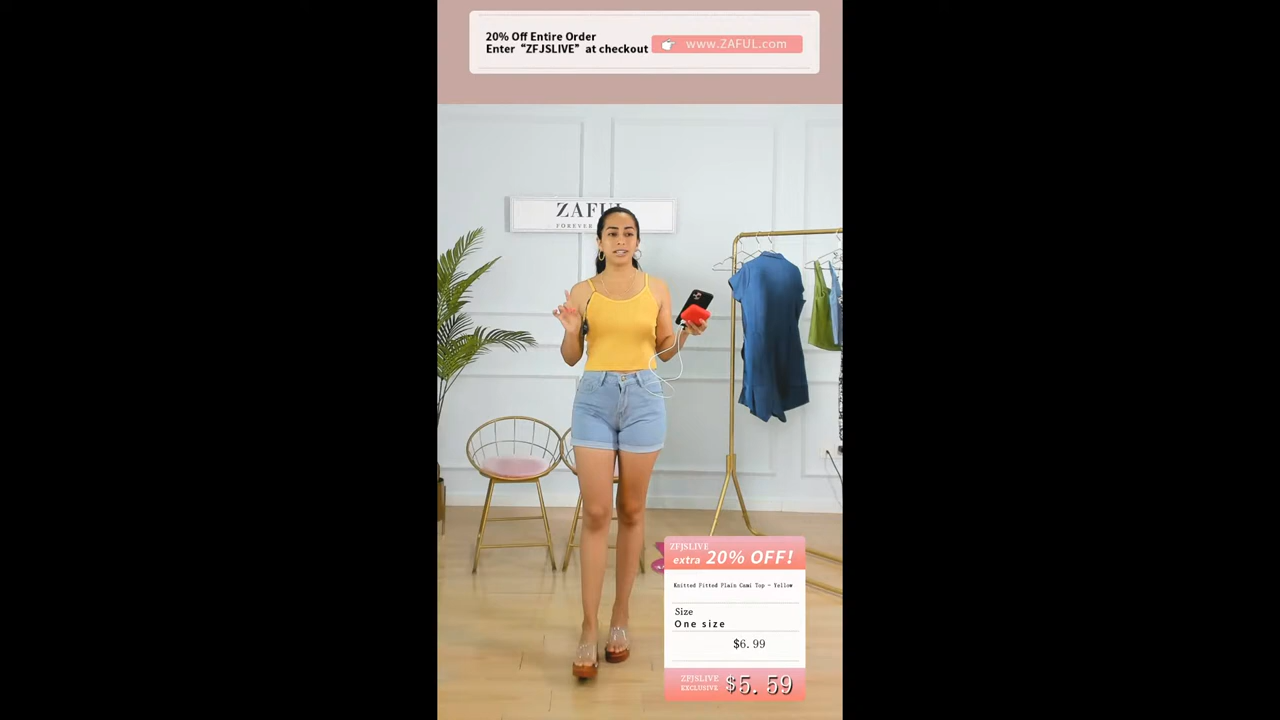 20% Off Entire Order
Enter “ZFJSLIVE” at checkout
www.ZAFUL.com
ZAFUL
FOREVER
ZFJSLIVE
extra 20% OFF!
Knitted Fitted Plain Cami Top - Yellow
Size
One size
$6.99
ZFJSLIVE
EXCLUSIVE
$5.59